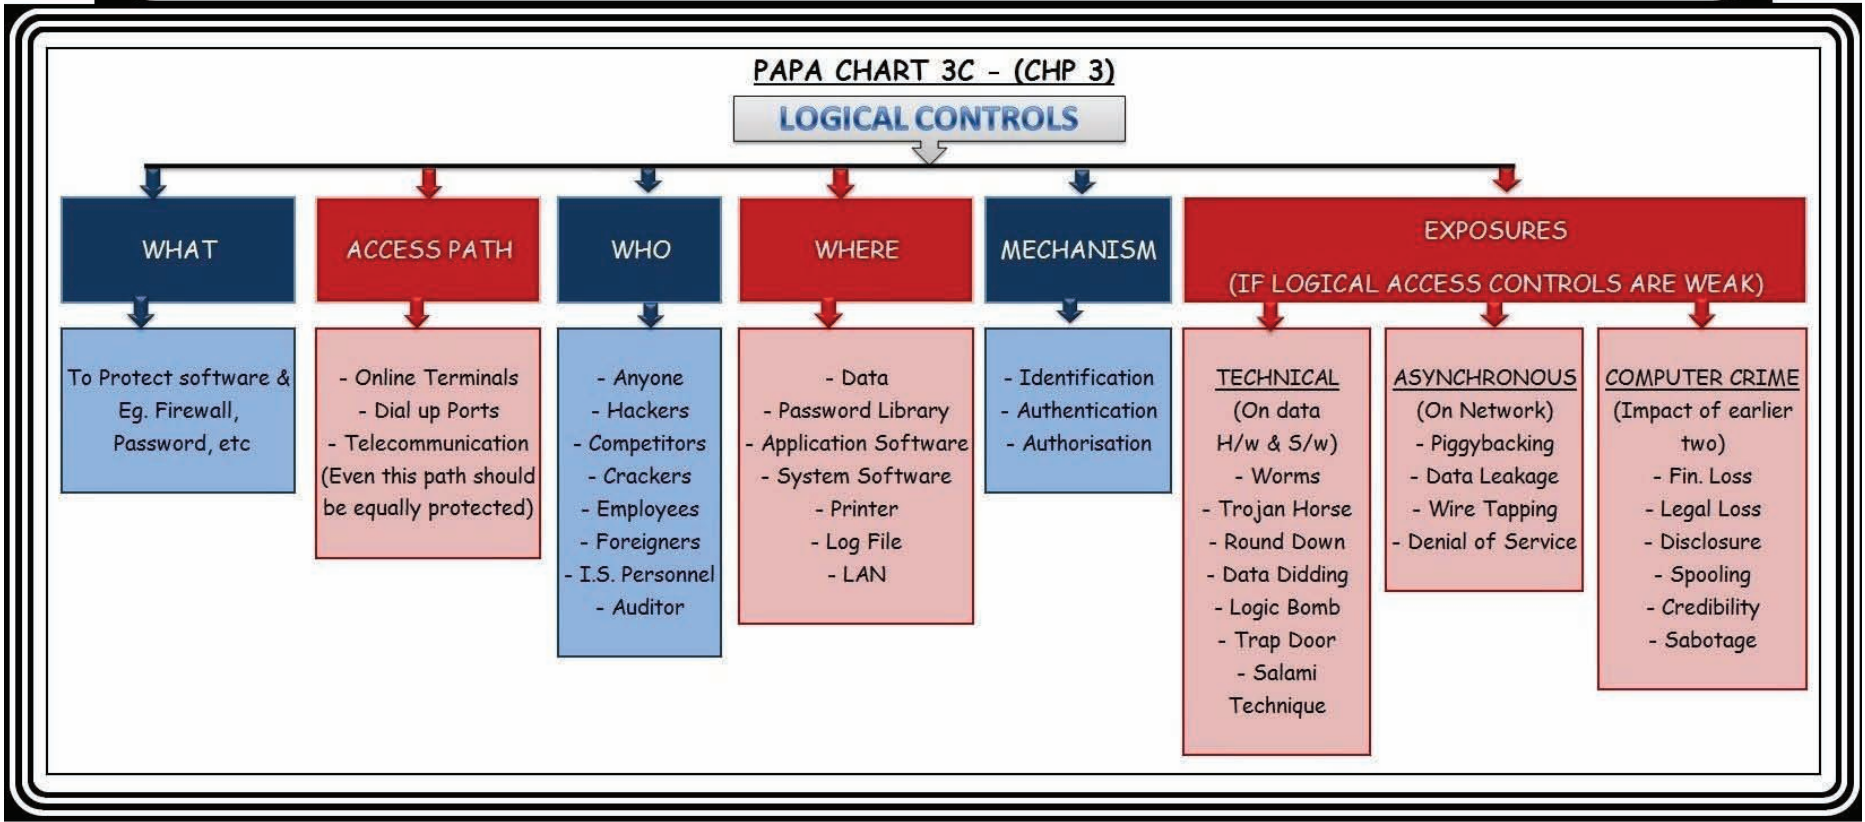 PAPA CHART 3C - (CHP 3)
LOGICAL CONTROLS
WHAT
To Protect software &
Eg. Firewall,
Password, etc
ACCESS PATH
- Online Terminals
- Dial up Ports
- Telecommunication
(Even this path should
be equally protected)
WHO
- Anyone
- Hackers
- Competitors
- Crackers
- Employees
- Foreigners
- I.S. Personnel
- Auditor
WHERE
- Data
- Password Library
- Application Software
- System Software
- Printer
- Log File
- LAN
MECHANISM
- Identification
- Authentication
- Authorisation
EXPOSURES
(IF LOGICAL ACCESS CONTROLS ARE WEAK)
TECHNICAL
(On data
H/w & S/w)
- Worms
- Trojan Horse
- Round Down
- Data Didding
- Logic Bomb
- Trap Door
- Salami
Technique
ASYNCHRONOUS
(On Network)
- Piggybacking
- Data Leakage
- Wire Tapping
- Denial of Service
COMPUTER CRIME
(Impact of earlier
two)
- Fin. Loss
- Legal Loss
- Disclosure
- Spooling
- Credibility
- Sabotage